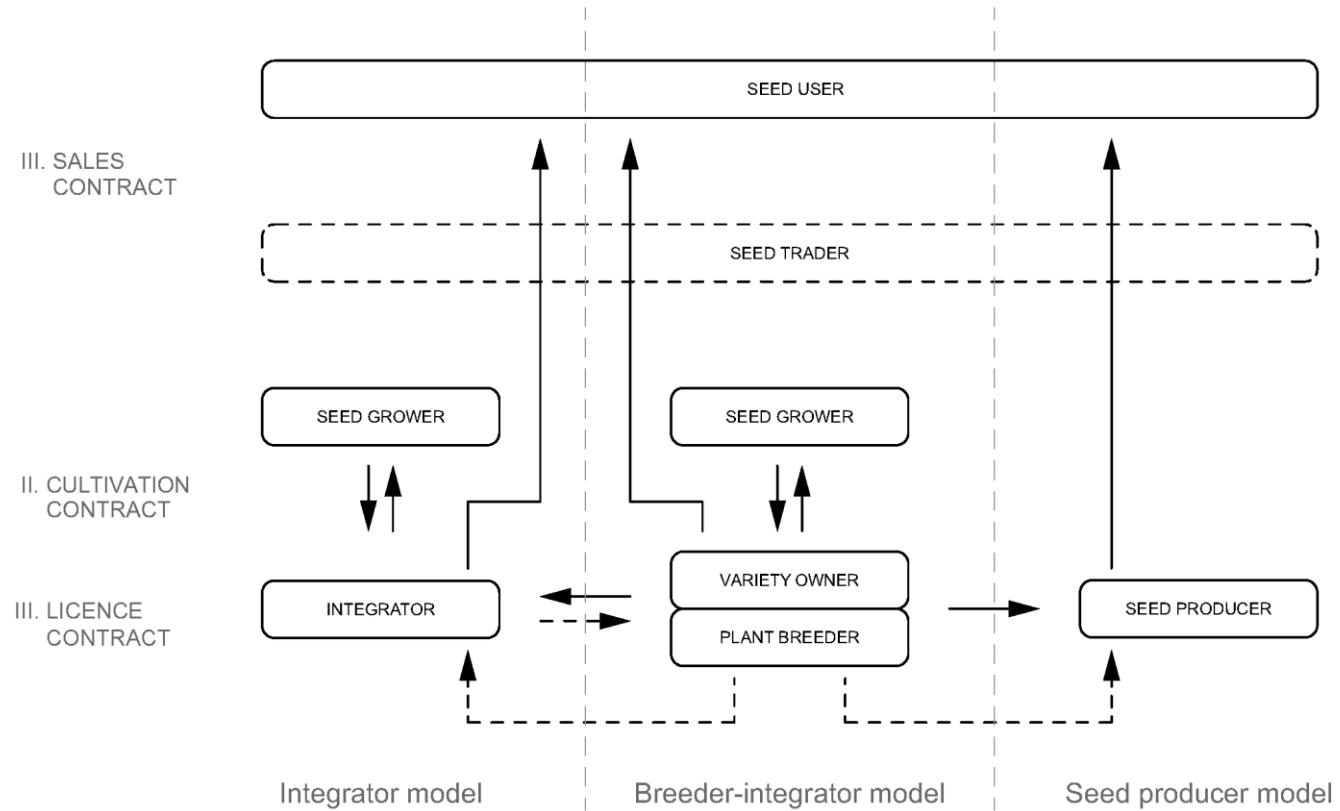 SEED USER
III. SALES
CONTRACT
SEED TRADER
SEED GROWER
SEED GROWER
II. CULTIVATION
CONTRACT
VARIETY OWNER
III. LICENCE
CONTRACT
INTEGRATOR
SEED PRODUCER
PLANT BREEDER
Integrator model
Breeder-integrator model
Seed producer model